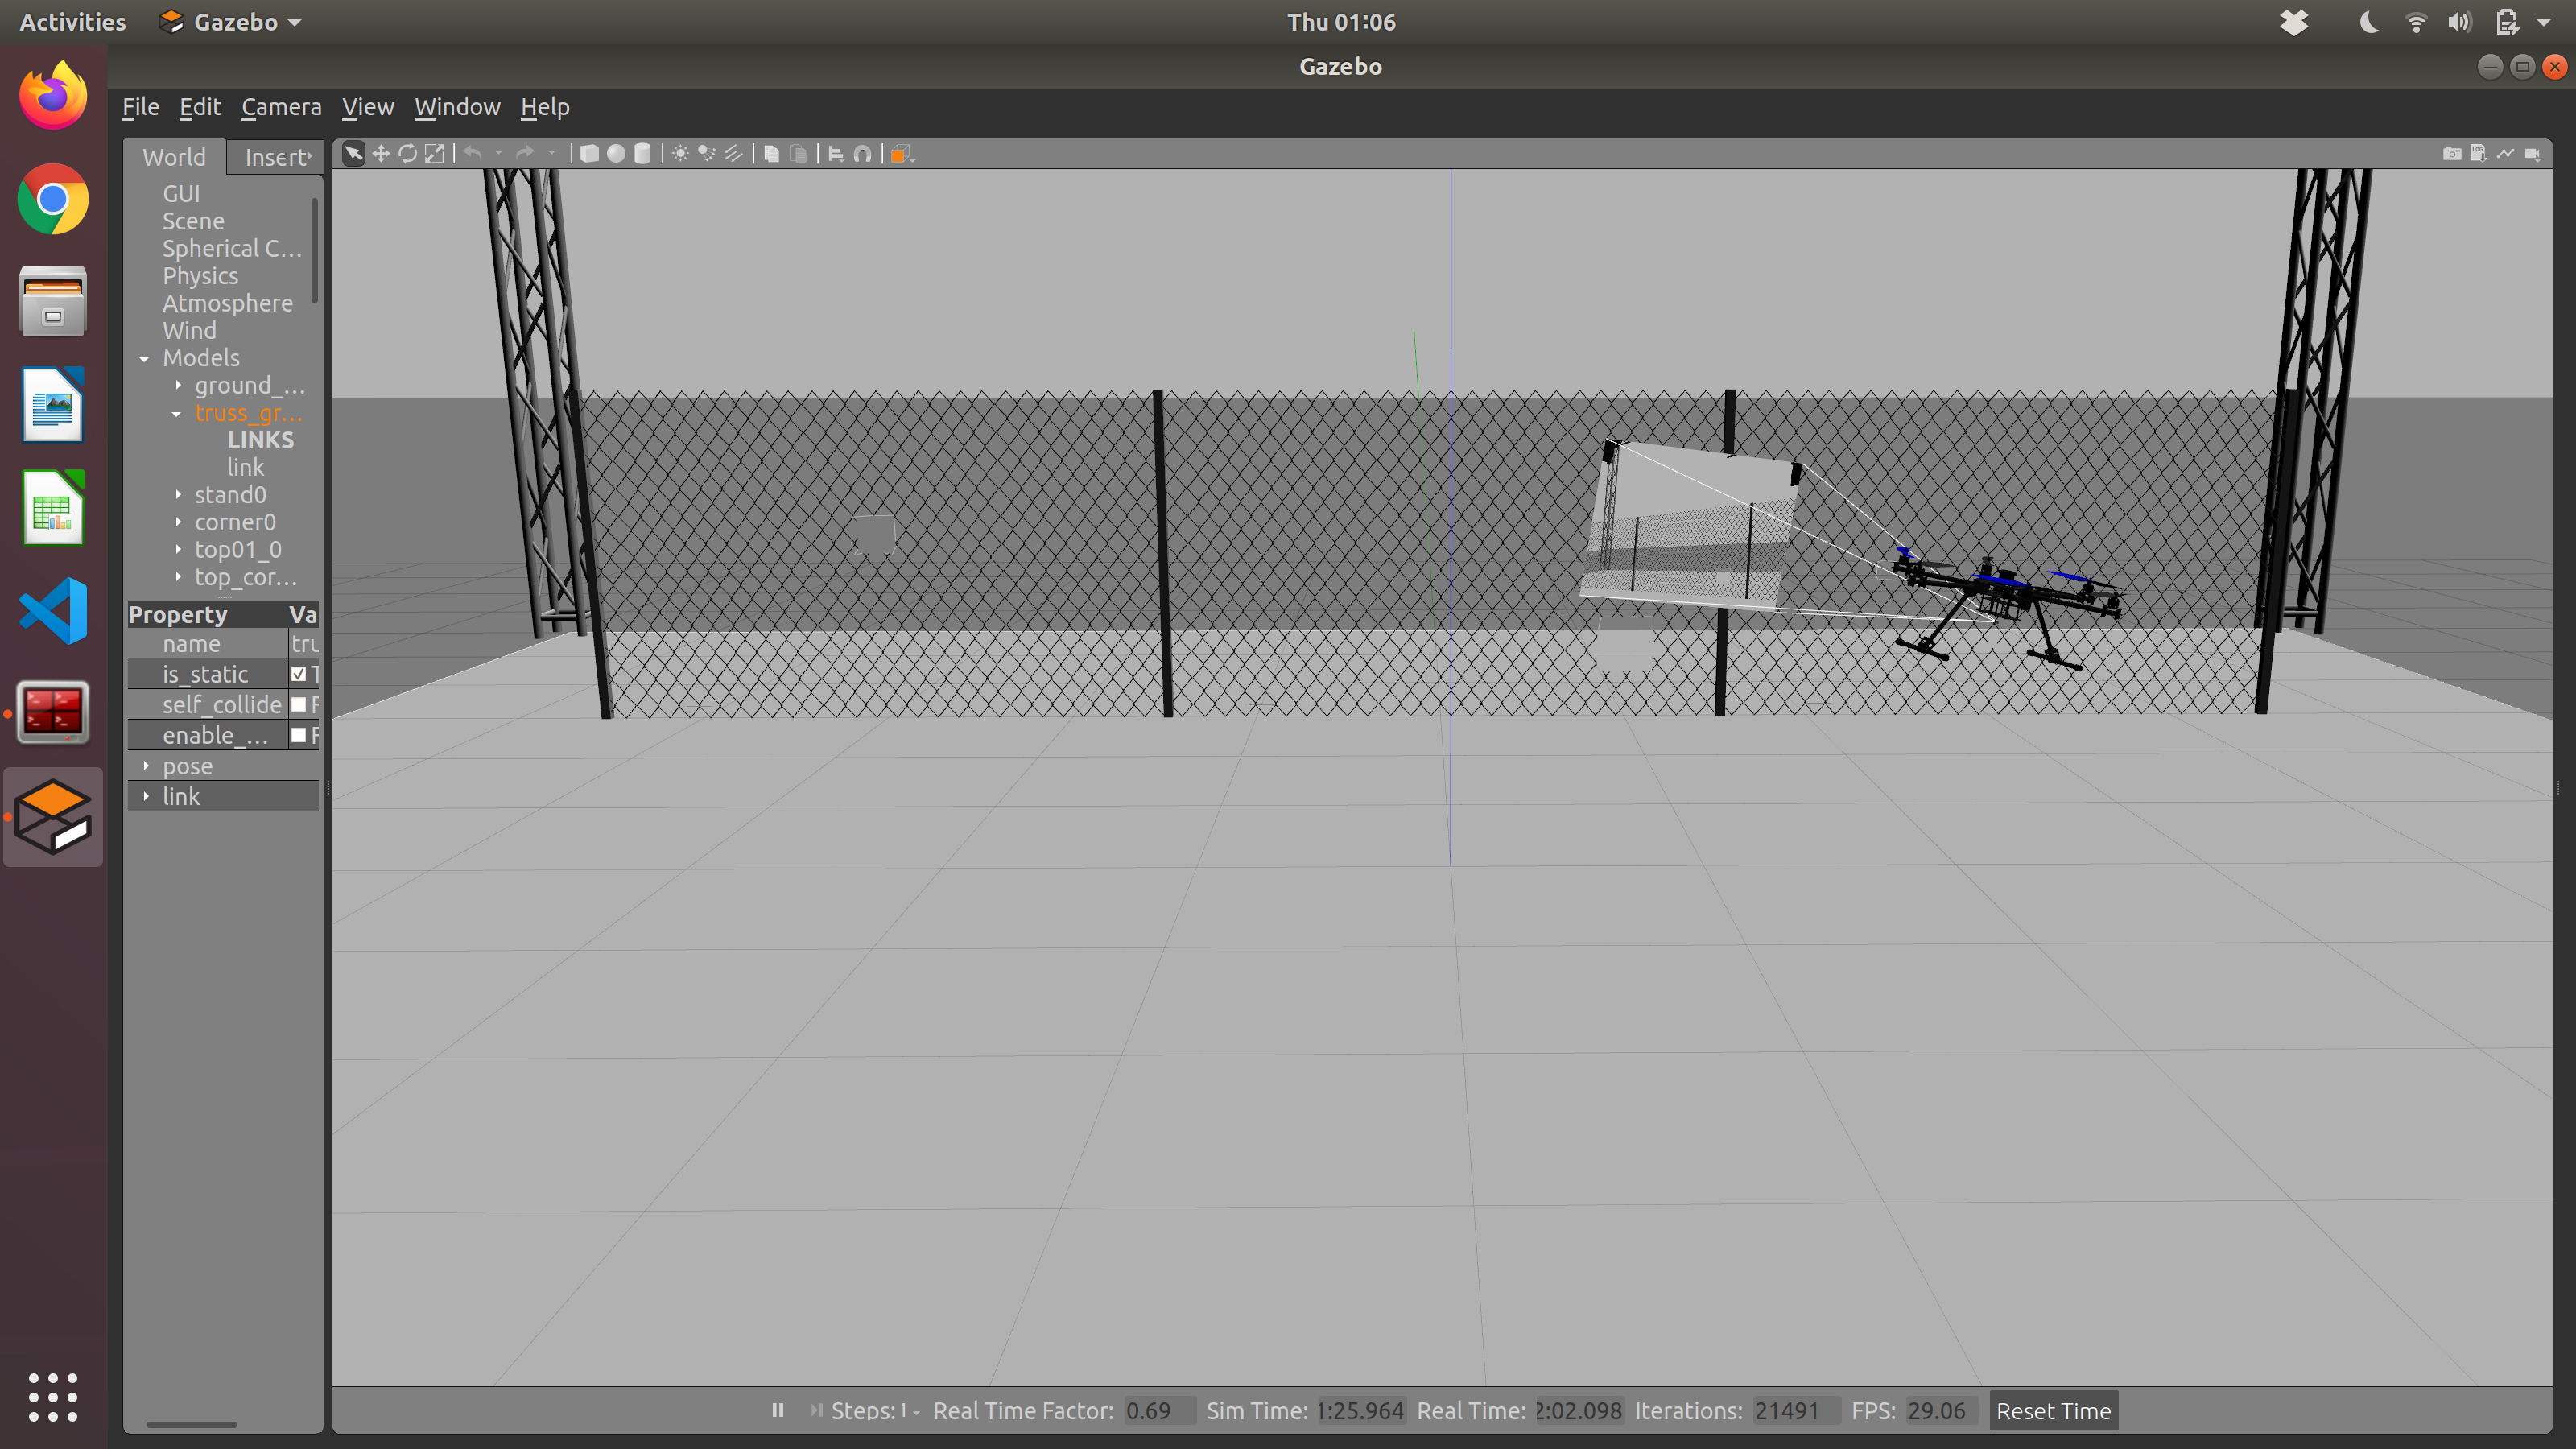 Activities Gazebo Thu 01:06
Gazebo
File Edit Camera View Window Help
World Insert
GUI
Scene
Spherical C...
Physics
Atmosphere
Wind
Models
ground_...
truss_gr...
LINKS
link
stand0
corner0
top01_0
top_cor...
Property Va
name tru
is_static T
self_collide F
enable_... F
pose
link
Steps: 1 Real Time Factor: 0.69 Sim Time: 1:25.964 Real Time: 2:02.098 Iterations: 21491 FPS: 29.06 Reset Time